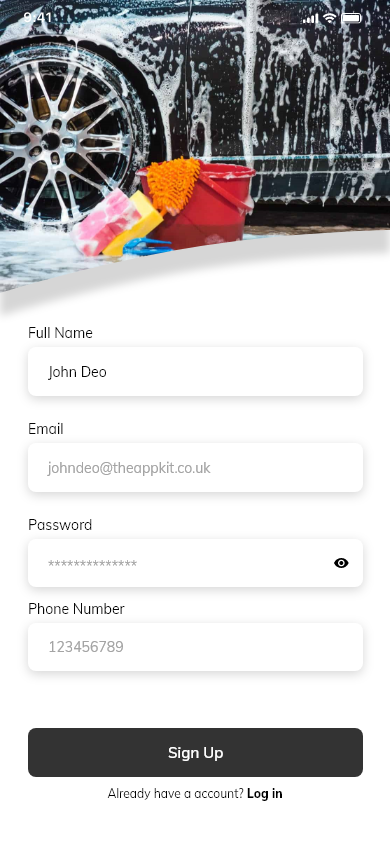 9:41
Full Name
John Deo
Email
johndeo@theappkit.co.uk
Password
**************
Phone Number
123456789
Sign Up
Already have a account? Log in